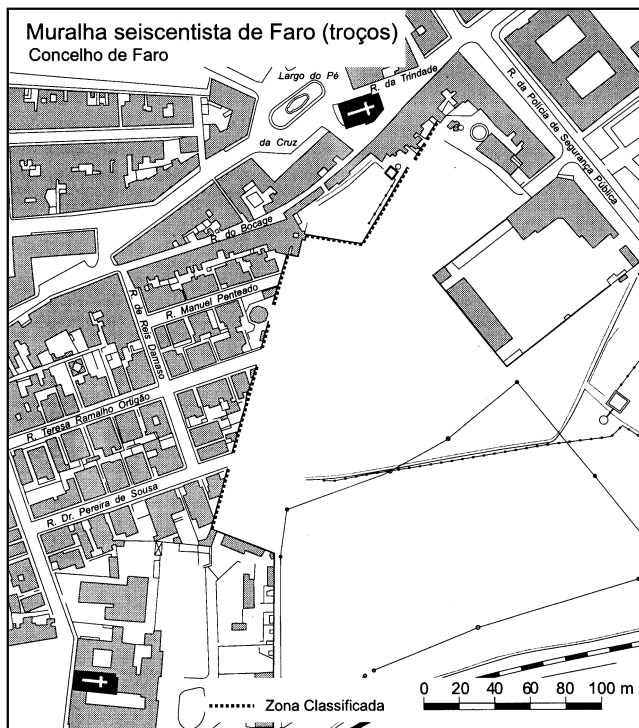 Muralha seiscentista de Faro (troços)
Concelho de Faro
Largo do Pé
da Cruz
R. da Trindade
R. da Polícia de Segurança Pública
R. do Bocage
R. Manuel Penteado
R. de Reis Damaso
R. Teresa Ramalho Ortigão
R. Dr. Pereira de Sousa
Zona Classificada
0 20 40 60 80 100 m